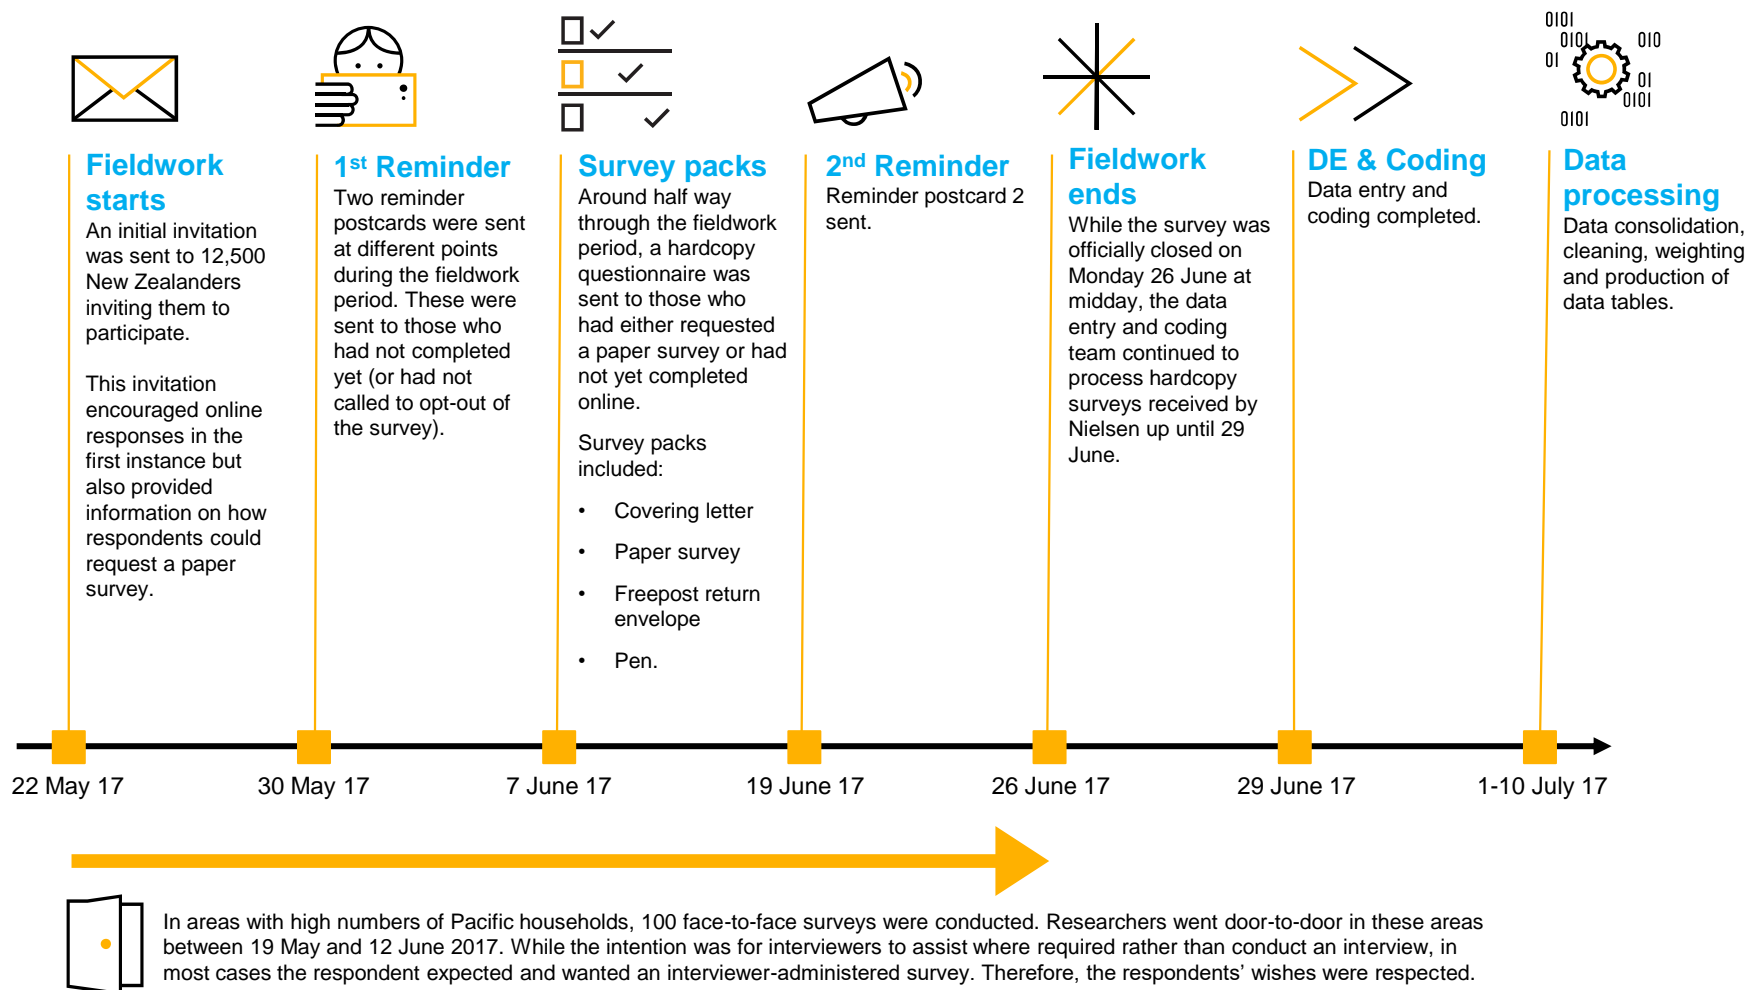 0101
0101
010
01
01
0101
0101
Fieldwork
starts
An initial invitation
was sent to 12,500
New Zealanders
inviting them to
participate.
This invitation
encouraged online
responses in the
first instance but
also provided
information on how
respondents could
request a paper
survey.
1st Reminder
Two reminder
postcards were sent
at different points
during the fieldwork
period. These were
sent to those who
had not completed
yet (or had not
called to opt-out of
the survey).
Survey packs
Around half way
through the fieldwork
period, a hardcopy
questionnaire was
sent to those who
had either requested
a paper survey or had
not yet completed
online.
Survey packs
included:
• Covering letter
• Paper survey
• Freepost return
envelope
• Pen.
2nd Reminder
Reminder postcard 2
sent.
Fieldwork
ends
While the survey was
officially closed on
Monday 26 June at
midday, the data
entry and coding
team continued to
process hardcopy
surveys received by
Nielsen up until 29
June.
DE & Coding
Data entry and
coding completed.
Data
processing
Data consolidation,
cleaning, weighting
and production of
data tables.
22 May 17
30 May 17
7 June 17
19 June 17
26 June 17
29 June 17
1-10 July 17
In areas with high numbers of Pacific households, 100 face-to-face surveys were conducted. Researchers went door-to-door in these areas
between 19 May and 12 June 2017. While the intention was for interviewers to assist where required rather than conduct an interview, in
most cases the respondent expected and wanted an interviewer-administered survey. Therefore, the respondents' wishes were respected.